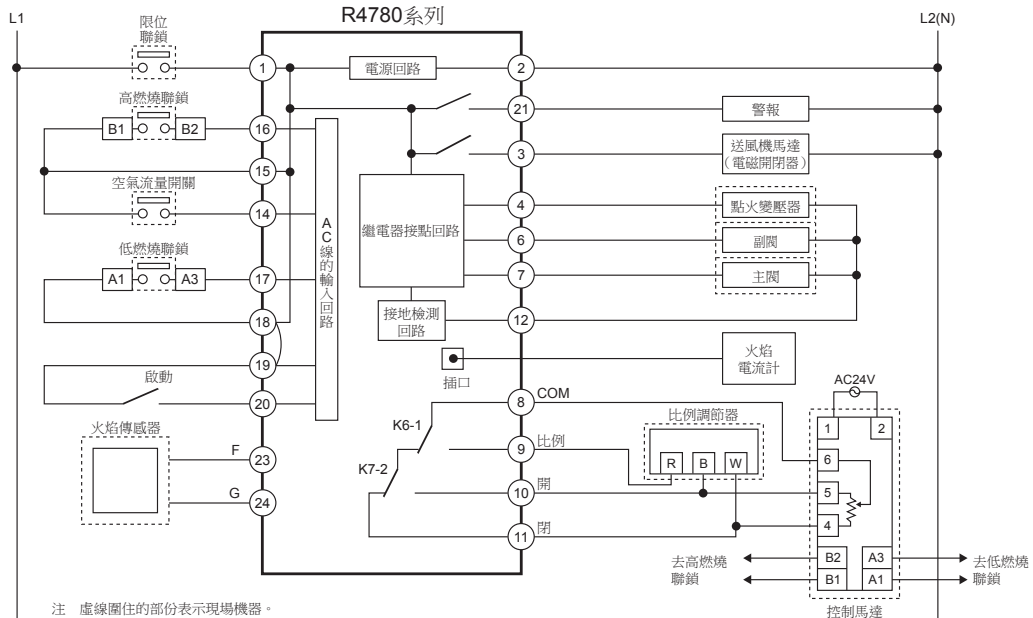 R4780系列
L1
L2(N)
限位
聯鎖
1
電源回路
2
高燃燒聯鎖
B1
B2
16
21
警報
3
送風機馬達
（電磁開閉器）
15
空氣流量開關
14
AC線的輸入回路
繼電器接點回路
4
點火變壓器
6
副閥
7
主閥
低燃燒聯鎖
A1
A3
17
18
接地檢測
回路
12
19
插口
火焰
電流計
啟動
20
火焰傳感器
F
23
G
24
K6-1
K7-2
8
COM
9
比例
10
開
11
閉
比例調節器
R
B
W
AC24V
1
2
6
5
4
B2
A3
B1
A1
去高燃燒
聯鎖
去低燃燒
聯鎖
控制馬達
注　虛線圍住的部份表示現場機器。